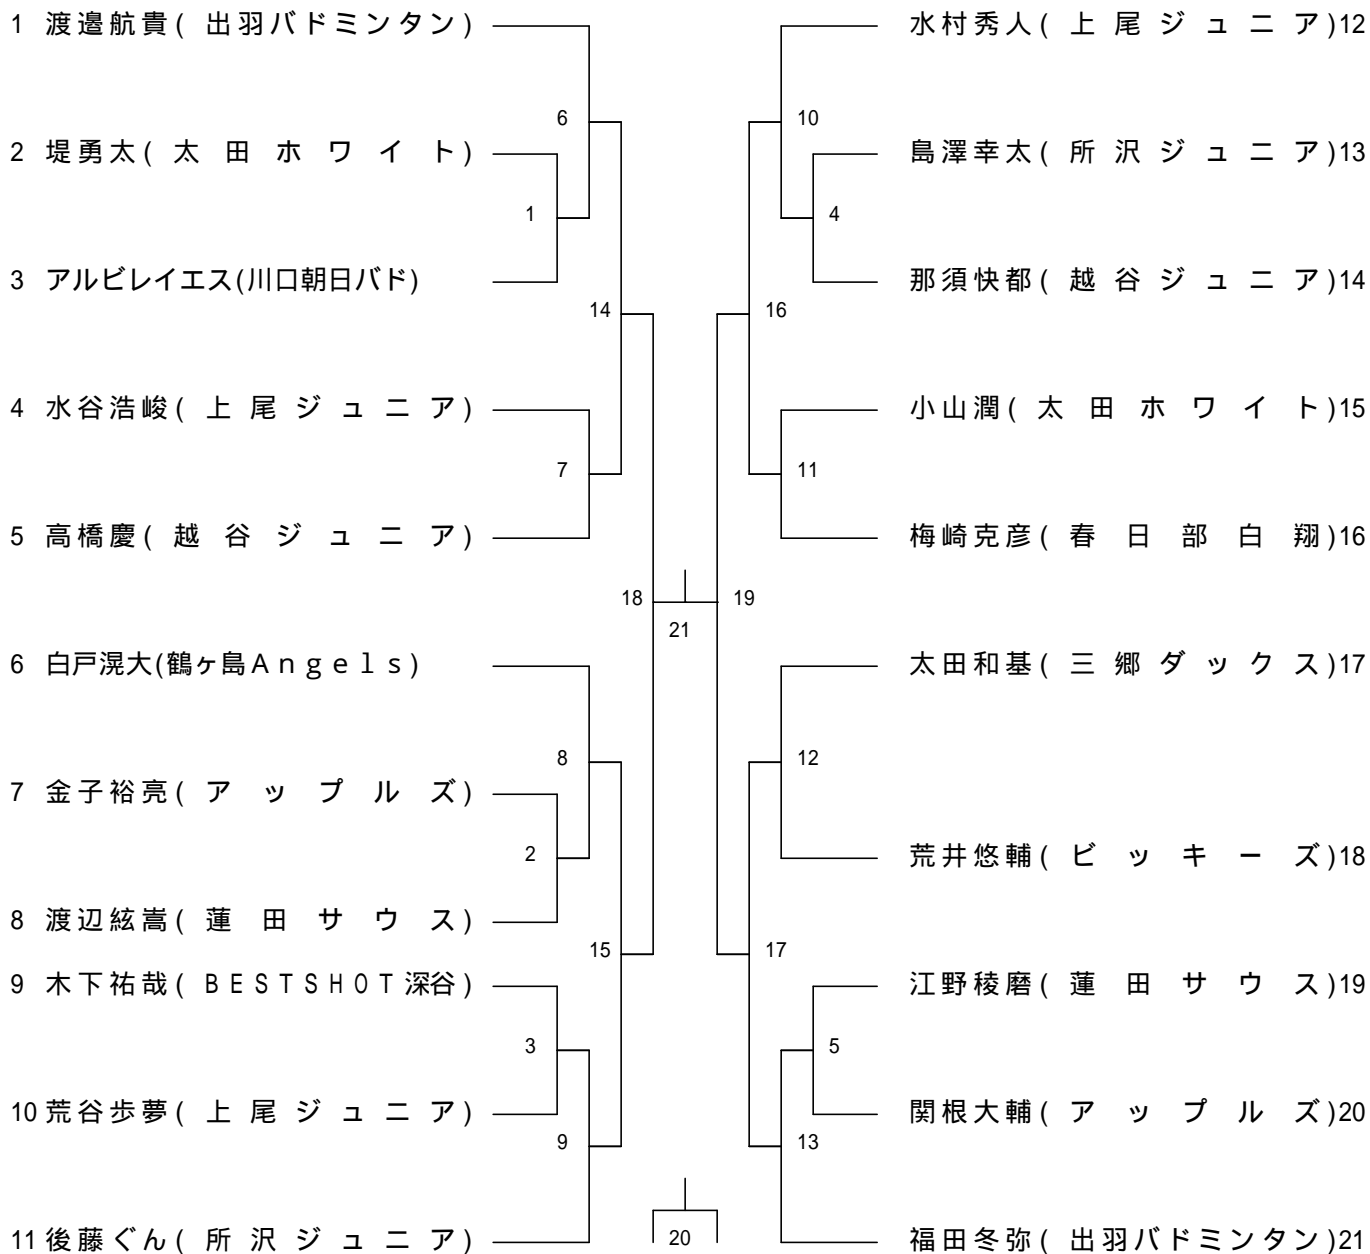 1 渡邉航貴(出羽バドミンタン)
2 堤勇太(太田ホワイト)
3 アルビレイエス(川口朝日バド)
4 水谷浩峻(上尾ジュニア)
5 高橋慶(越谷ジュニア)
6 白戸滉大(鶴ヶ島Angels)
7 金子裕亮(アップルズ)
8 渡辺絃嵩(蓮田サウス)
9 木下祐哉(BESTSHOT深谷)
10 荒谷歩夢(上尾ジュニア)
11 後藤ぐん(所沢ジュニア)
6
1
14
7
18
8
2
15
3
9
21
20
10
4
16
11
19
12
17
5
13
水村秀人(上尾ジュニア)12
島澤幸太(所沢ジュニア)13
那須快都(越谷ジュニア)14
小山潤(太田ホワイト)15
梅崎克彦(春日部白翔)16
太田和基(三郷ダックス)17
荒井悠輔(ビッキーズ)18
江野稜磨(蓮田サウス)19
関根大輔(アップルズ)20
福田冬弥(出羽バドミンタン)21